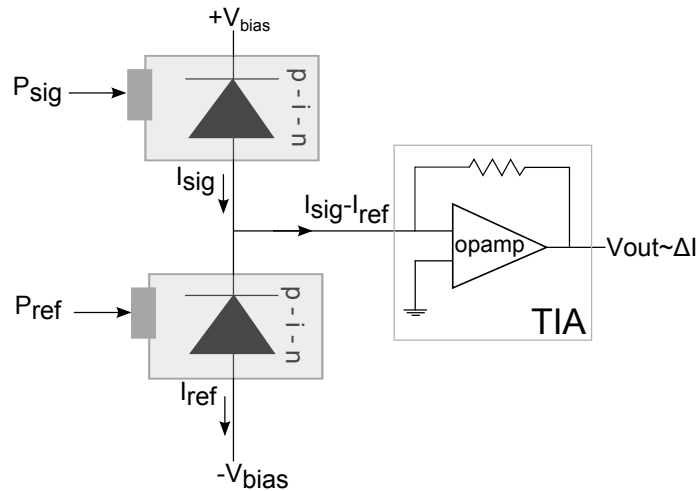 +Vbias
Psig
p - i - n
Isig
Isig-Iref
opamp
Vout~ΔI
TIA
Pref
p - i - n
Iref
-Vbias